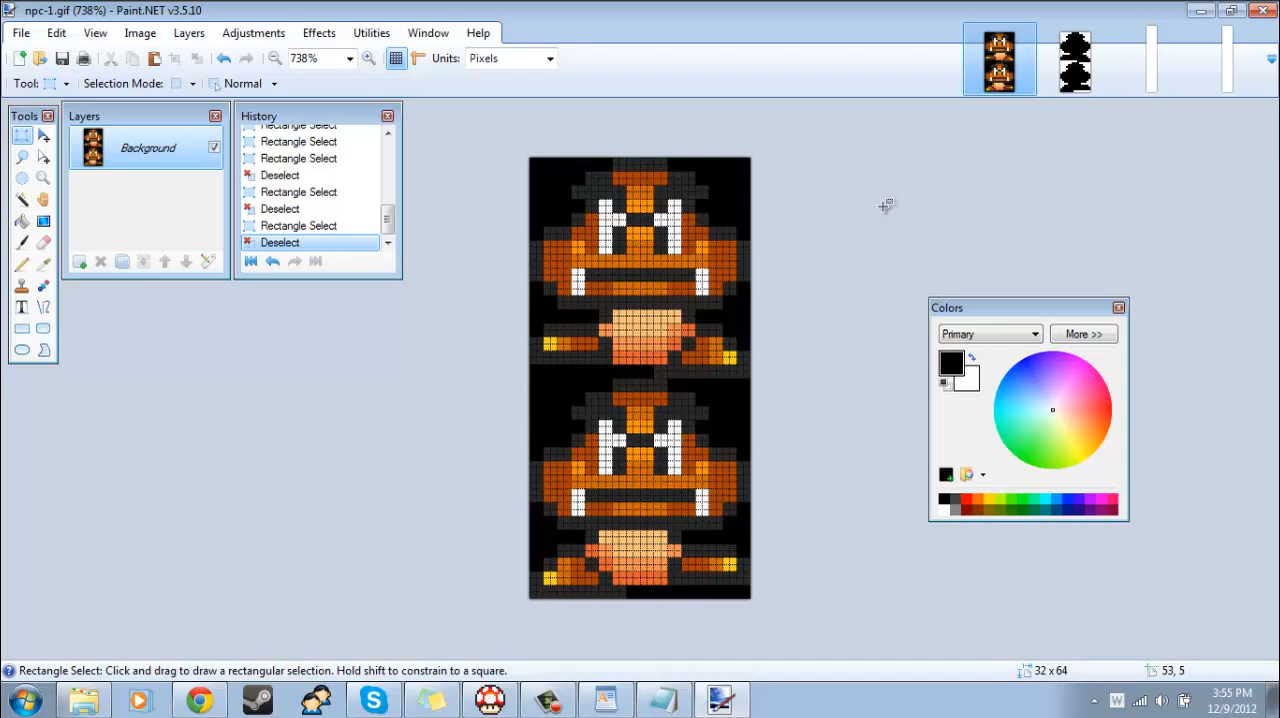 npc-1.gif (738%) - Paint.NET v3.5.10
File Edit View Image Layers Adjustments Effects Utilities Window Help
738% Units: Pixels
Tool: Selection Mode: Normal
Tools Layers History
Background
Rectangle Select
Rectangle Select
Rectangle Select
Deselect
Rectangle Select
Deselect
Rectangle Select
Deselect
Colors
Primary More >>
Rectangle Select: Click and drag to draw a rectangular selection. Hold shift to constrain to a square. 32 x 64 53, 5
W 3:55 PM
12/9/2012